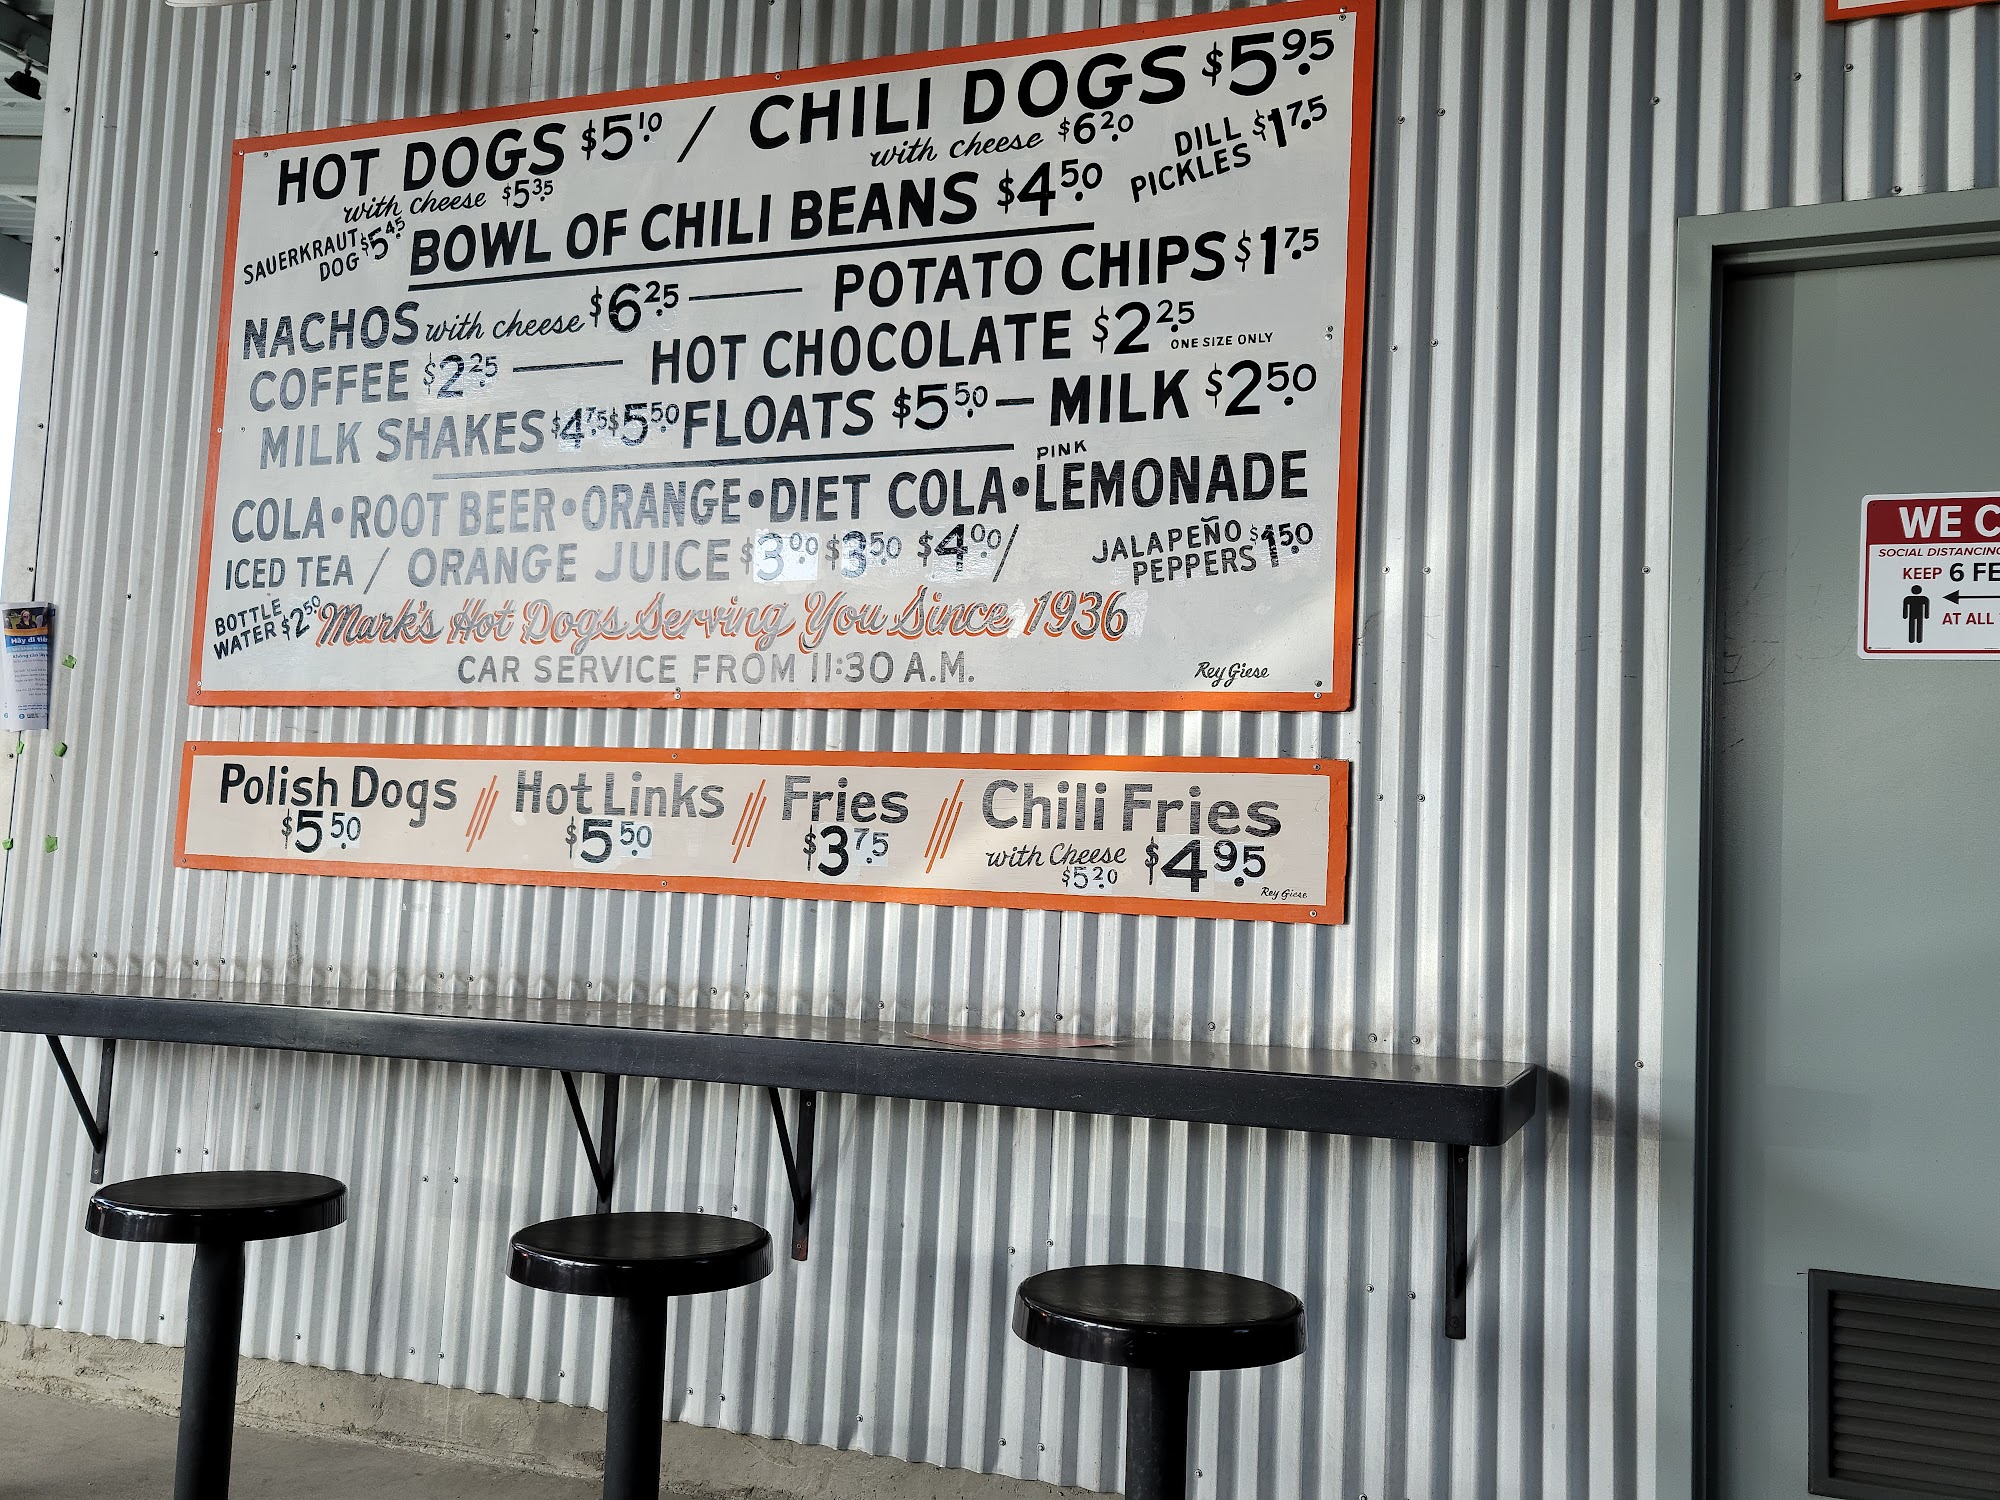 HOT DOGS $5.10 / CHILI DOGS $5.95
with cheese $5.35
with cheese $6.20
DILL
PICKLES $1.75
SAUERKRAUT
DOG $5.45
BOWL OF CHILI BEANS $4.50
NACHOS with cheese $6.25 — POTATO CHIPS $1.75
COFFEE $2.25 — HOT CHOCOLATE $2.25
ONE SIZE ONLY
MILK SHAKES $4.75 $5.50 FLOATS $5.50 — MILK $2.50
PINK
COLA • ROOT BEER • ORANGE • DIET COLA • LEMONADE
ICED TEA / ORANGE JUICE $3.00 $3.50 $4.00 /
JALAPEÑO
PEPPERS $1.50
BOTTLE
WATER $2.50
Mark's Hot Dogs Serving You Since 1936
CAR SERVICE FROM 11:30 A.M.
Rey Giese
Polish Dogs
$5.50
Hot Links
$5.50
Fries
$3.75
Chili Fries
$4.95
with Cheese
$5.20
Rey Giese
WE C
SOCIAL DISTANCING
KEEP 6 FE
AT ALL
Hãy đi tiê